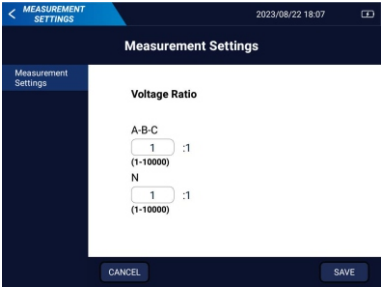 MEASUREMENT
SETTINGS
2023/08/22 18:07
Measurement Settings
Measurement
Settings
Voltage Ratio
A-B-C
1 :1
(1-10000)
N
1 :1
(1-10000)
CANCEL
SAVE